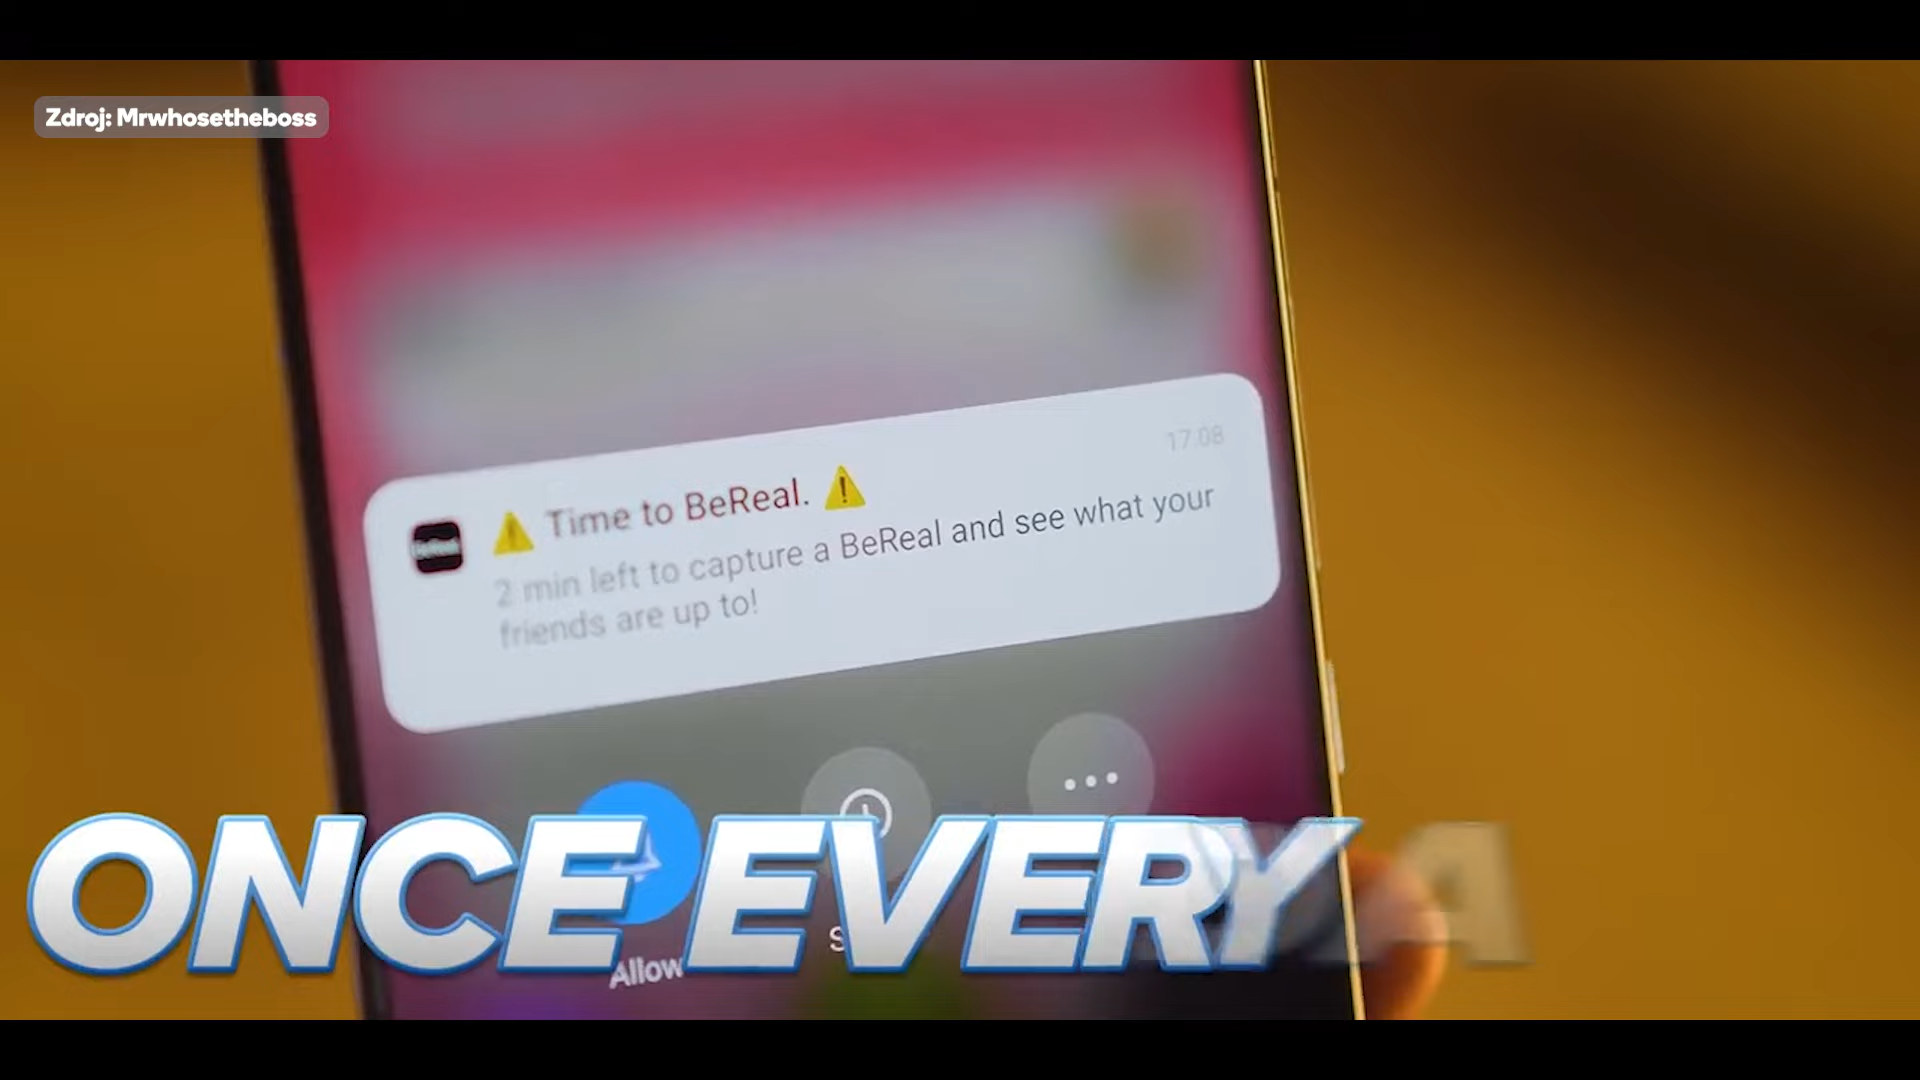 Zdroj: Mrwhosetheboss
17:08
⚠️ Time to BeReal. ⚠️
2 min left to capture a BeReal and see what your
friends are up to!
Allow
ONCE EVERY